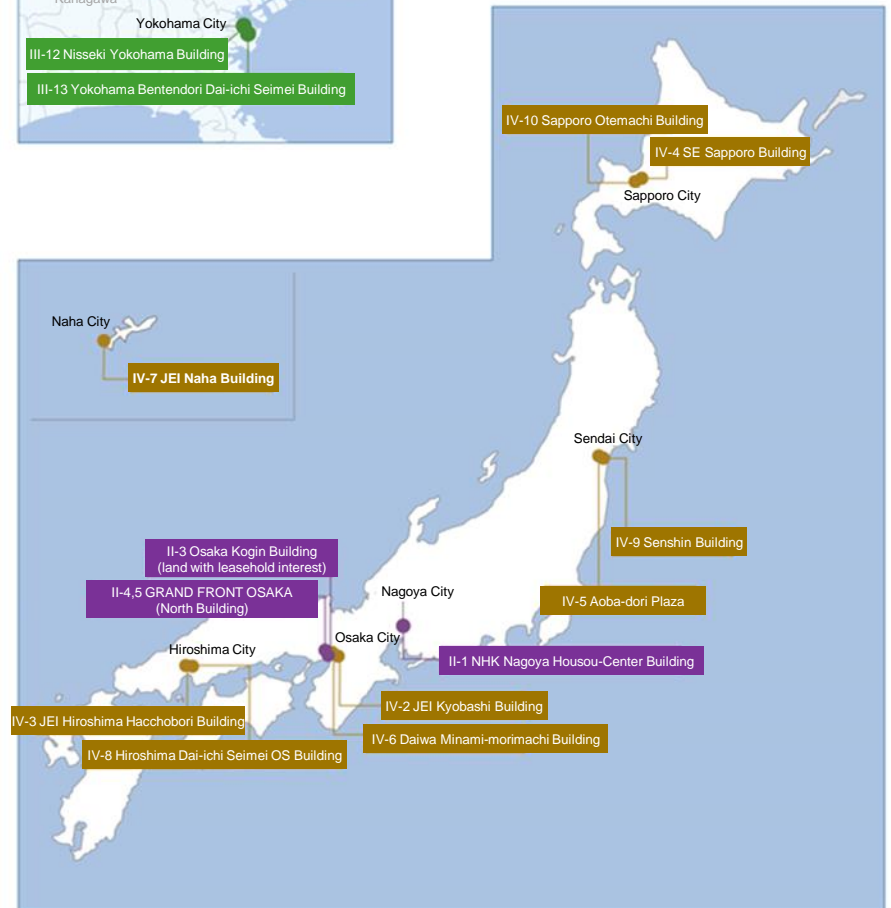 Kanagawa
Yokohama City
III-12 Nisseki Yokohama Building
III-13 Yokohama Bentendori Dai-ichi Seimei Building
IV-10 Sapporo Otemachi Building
IV-4 SE Sapporo Building
Sapporo City
Naha City
IV-7 JEI Naha Building
Sendai City
IV-9 Senshin Building
II-3 Osaka Kogin Building
(land with leasehold interest)
II-4,5 GRAND FRONT OSAKA
(North Building)
Nagoya City
IV-5 Aoba-dori Plaza
Osaka City
Hiroshima City
II-1 NHK Nagoya Housou-Center Building
IV-2 JEI Kyobashi Building
IV-3 JEI Hiroshima Hacchobori Building
IV-6 Daiwa Minami-morimachi Building
IV-8 Hiroshima Dai-ichi Seimei OS Building